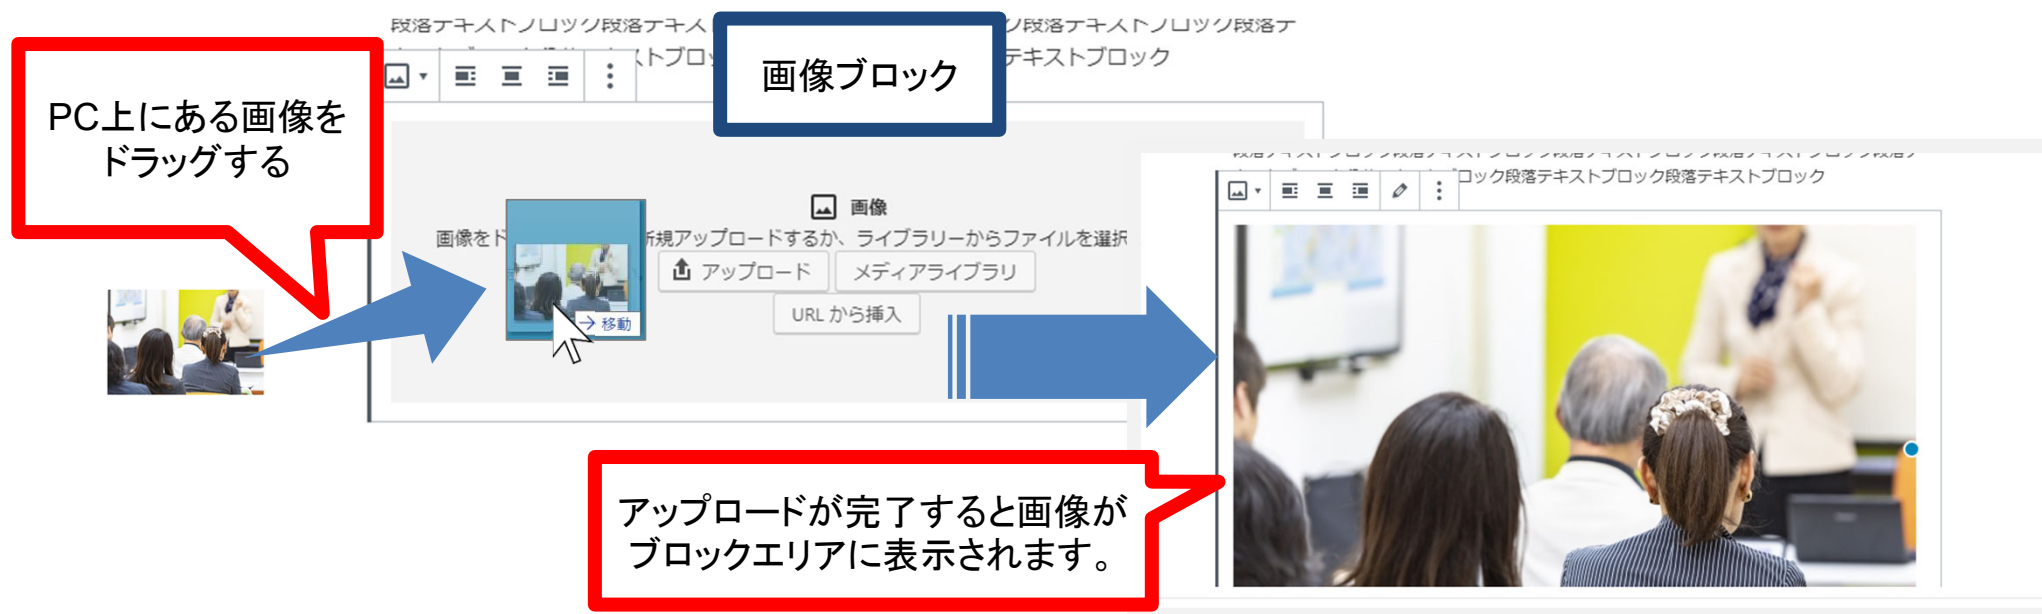 段落テキストブロック段落テキス
ク段落テキストブロック段落テ
テキストブロック
画像ブロック
PC上にある画像を
ドラッグする
画像
画像をド
新規アップロードするか、ライブラリーからファイルを選択
アップロード
メディアライブラリ
URL から挿入
移動
ロック段落テキストブロック段落テキストブロック
アップロードが完了すると画像が
ブロックエリアに表示されます。